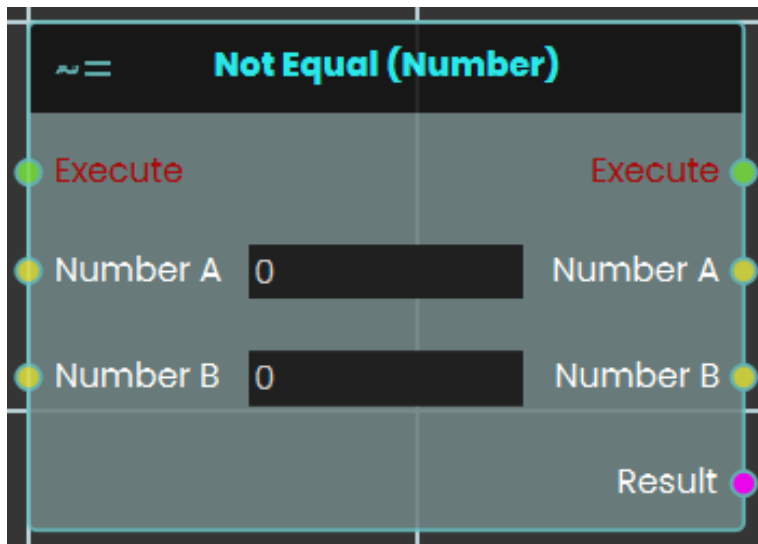 ~= Not Equal (Number)
Execute Execute
Number A 0 Number A
Number B 0 Number B
Result